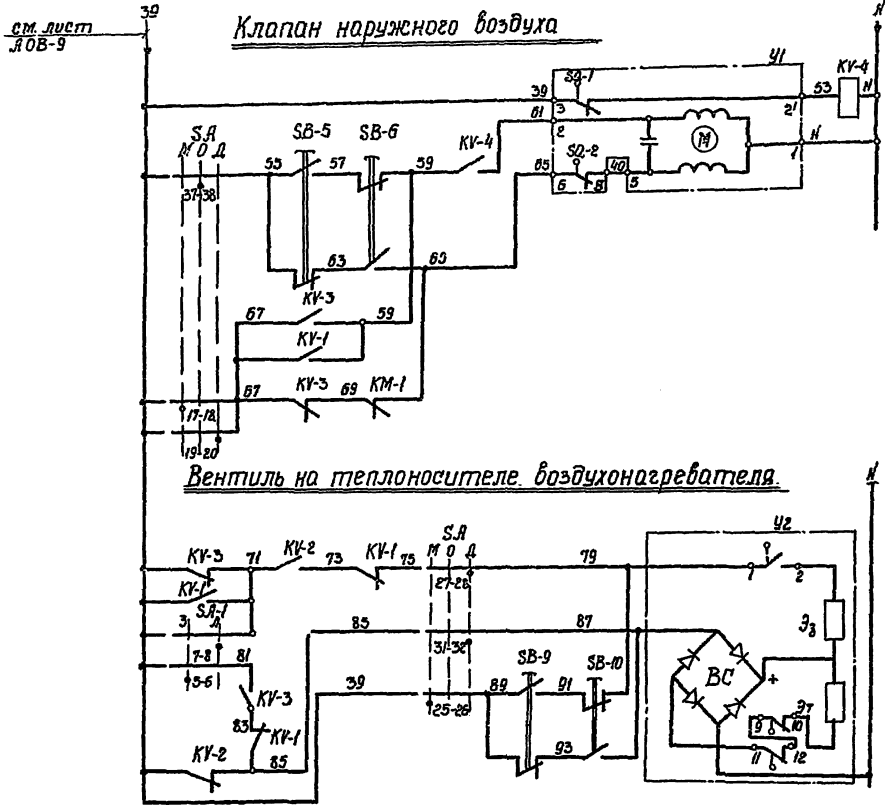 39 N
см. лист
АОВ-9
Клапан наружного воздуха
У1 KV-4
39 SQ-1 53 N
3 2'
61 2
SA SB-5 SB-6 KV-4 N 1
М О Д 55 57 59 65 SQ-2 40
37-38 6 8 5
М
63 65
KV-3
67 59
KV-1
67 KV-3 69 KM-1
17-18
19-20
Вентиль на теплоносителе воздухонагревателя.
N
У2
SA
KV-3 71 KV-2 73 KV-1 75 М О Д 79
27-28 1 2
KV-1
SA-1
З Л 85 87 Эв
7-8 81 31-32 SB-9 SB-10 ВС
5-6 39 89 91 +
KV-3 25-26
Эт
83 KV-1 93 9 10
KV-2 85 11 12